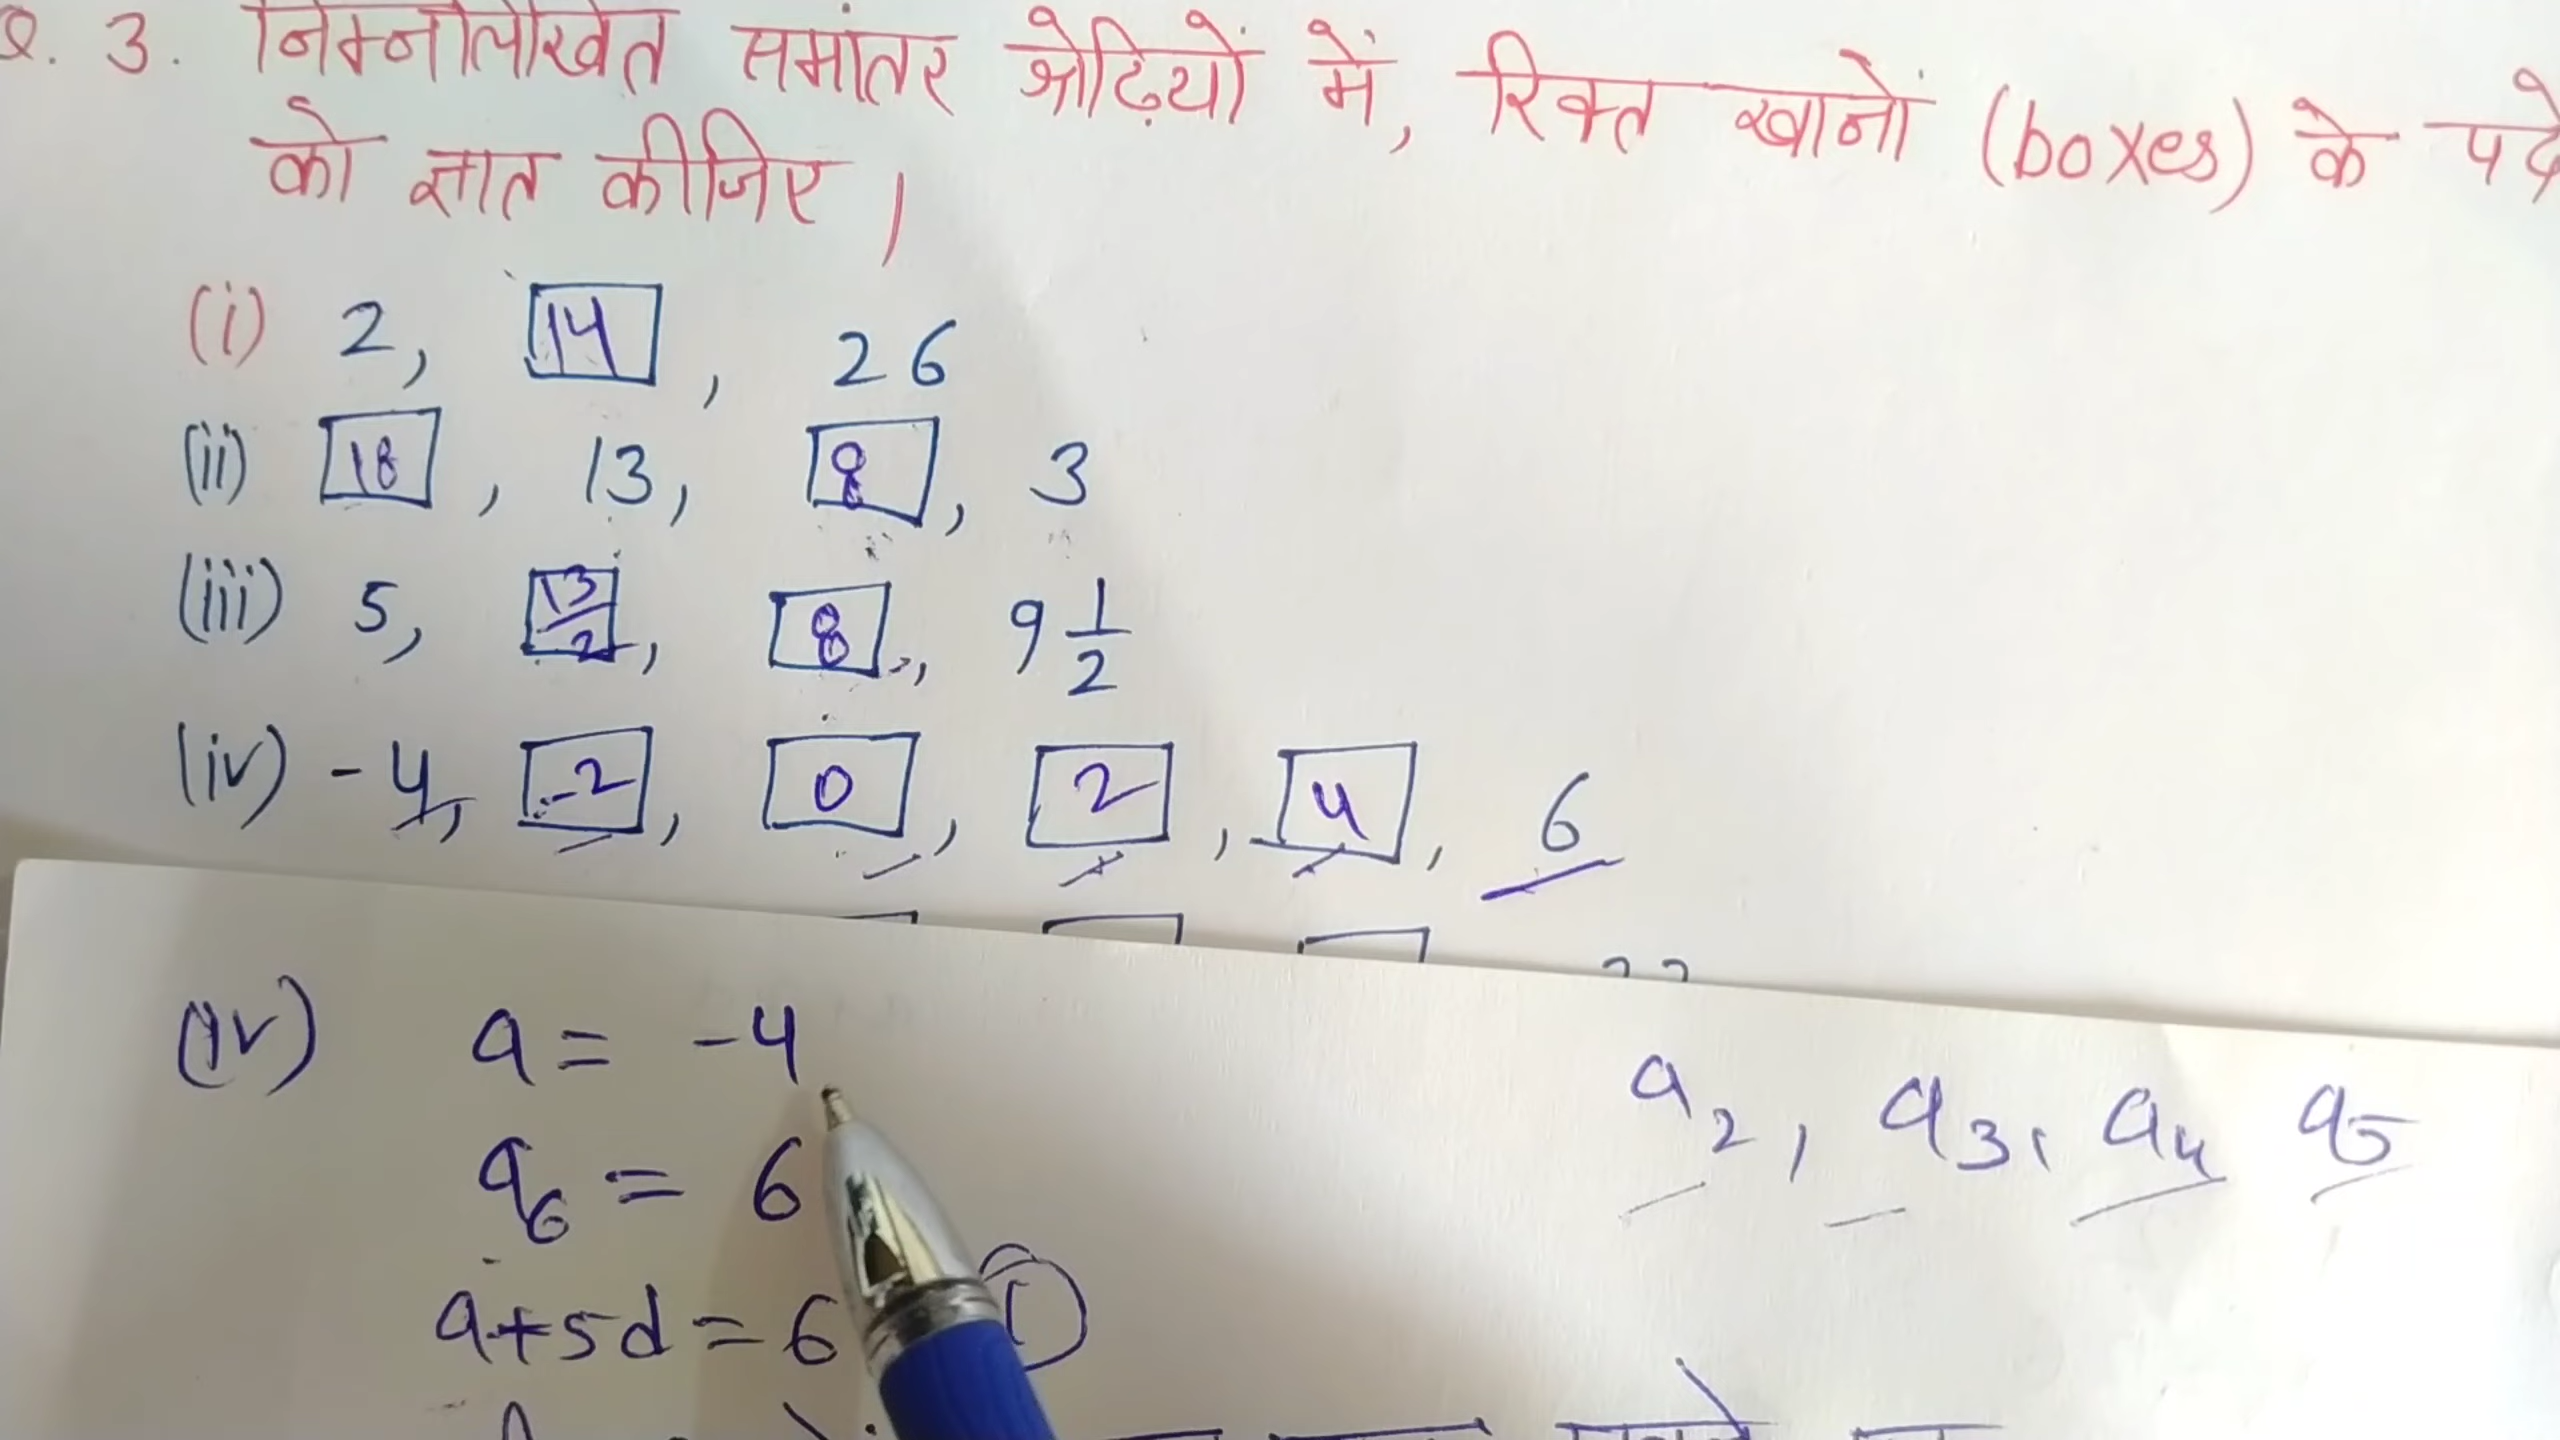 Q. 3. निम्नलिखित समांतर श्रेढ़ियों में, रिक्त खानों (boxes) के पदों
को ज्ञात कीजिए।
(i) 2, 14, 26
(ii) 18, 13, 8, 3
(iii) 5, 13/2, 8, 9 1/2
(iv) -4, -2, 0, 2, 4, 6
(iv) a = -4
a2, a3, a4 a5
a6 = 6
a+5d = 6 (1)